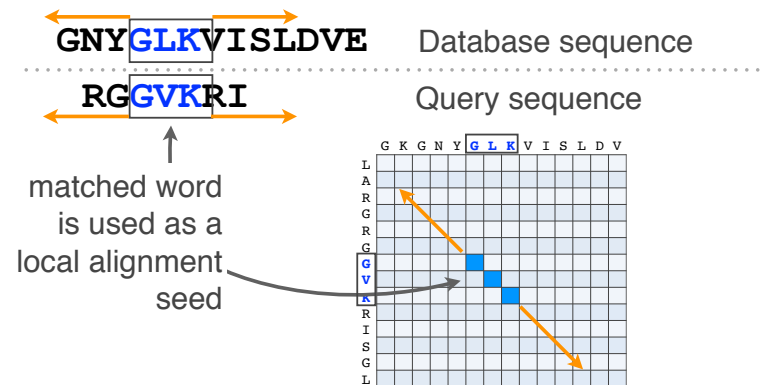 GNYGLKVISLDVE Database sequence
RGGVKRI Query sequence
matched word
is used as a
local alignment
seed
G K G N Y G L K V I S L D V
L
A
R
G
R
G
G
V
K
R
I
S
G
L